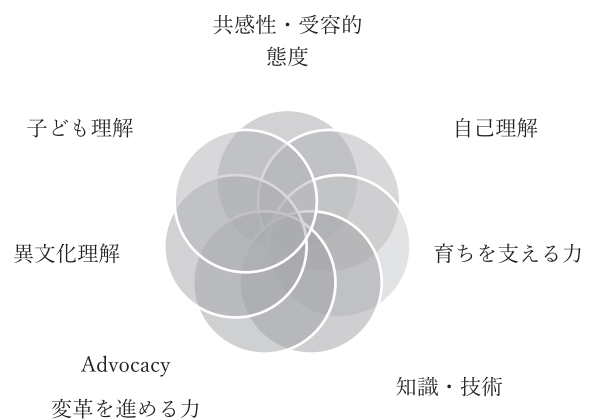 共感性・受容的
態度
子ども理解
自己理解
異文化理解
育ちを支える力
Advocacy
変革を進める力
知識・技術